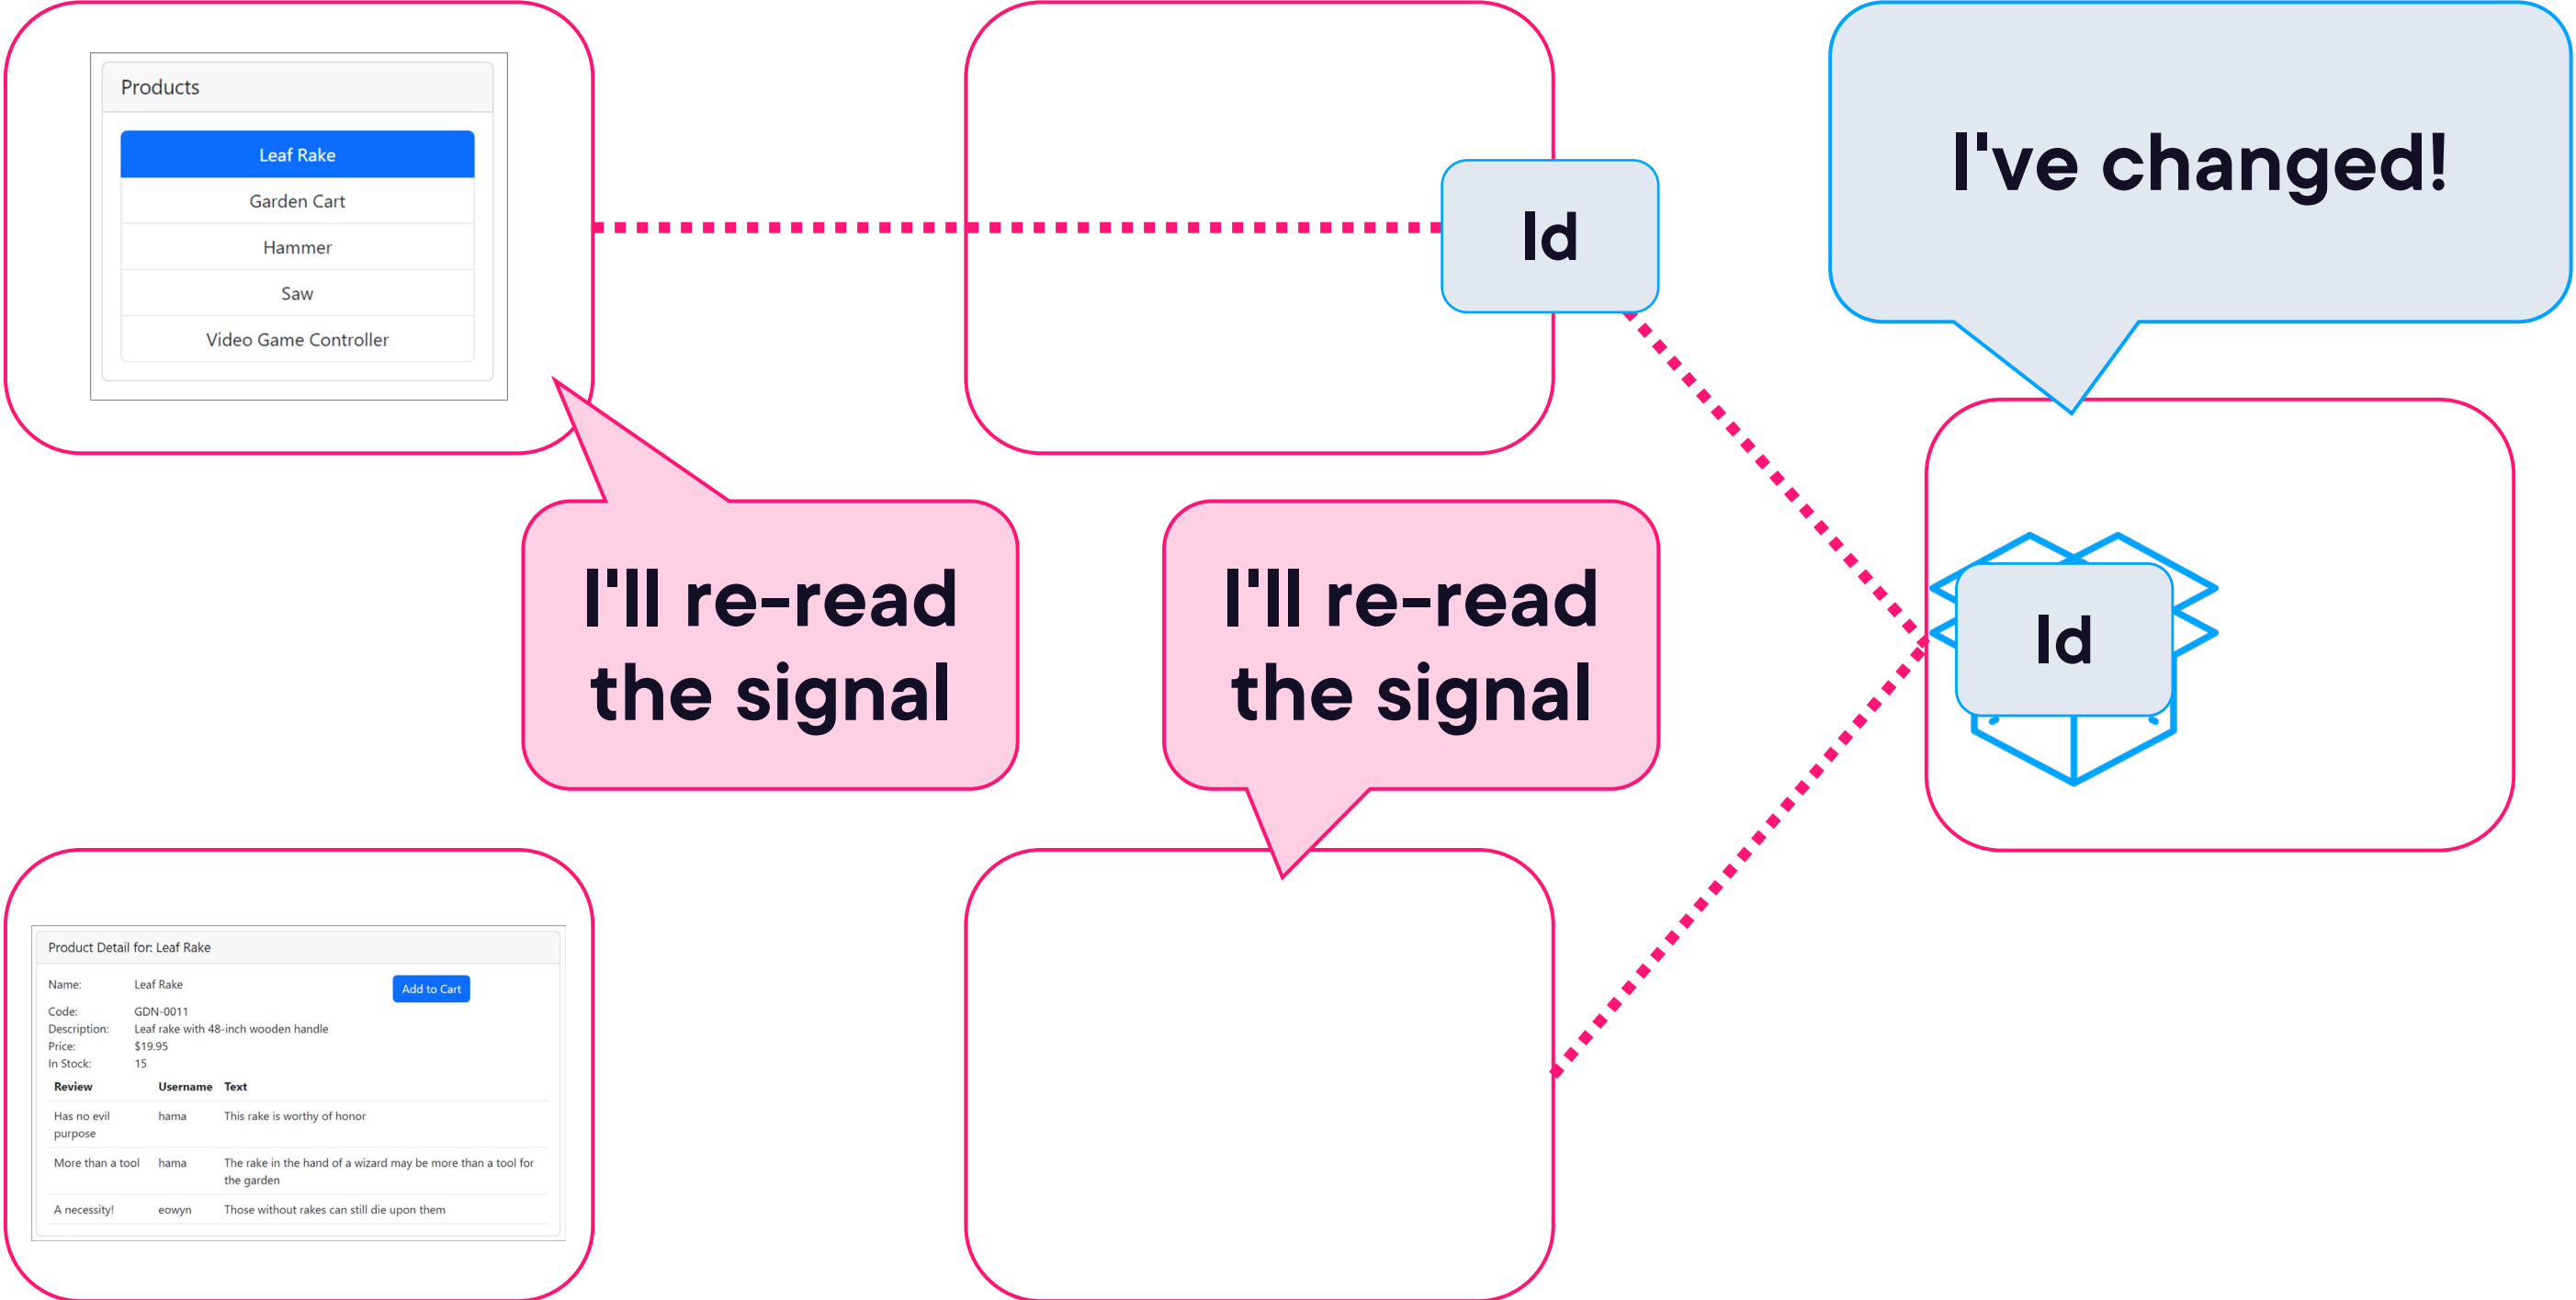 Products
Leaf Rake
Garden Cart
Hammer
Saw
Video Game Controller
Id
I've changed!
I'll re-read
the signal
I'll re-read
the signal
Id
Product Detail for: Leaf Rake
Name: Leaf Rake Add to Cart
Code: GDN-0011
Description: Leaf rake with 48-inch wooden handle
Price: $19.95
In Stock: 15
Review Username Text
Has no evil hama This rake is worthy of honor
purpose
More than a tool hama The rake in the hand of a wizard may be more than a tool for
the garden
A necessity! eowyn Those without rakes can still die upon them